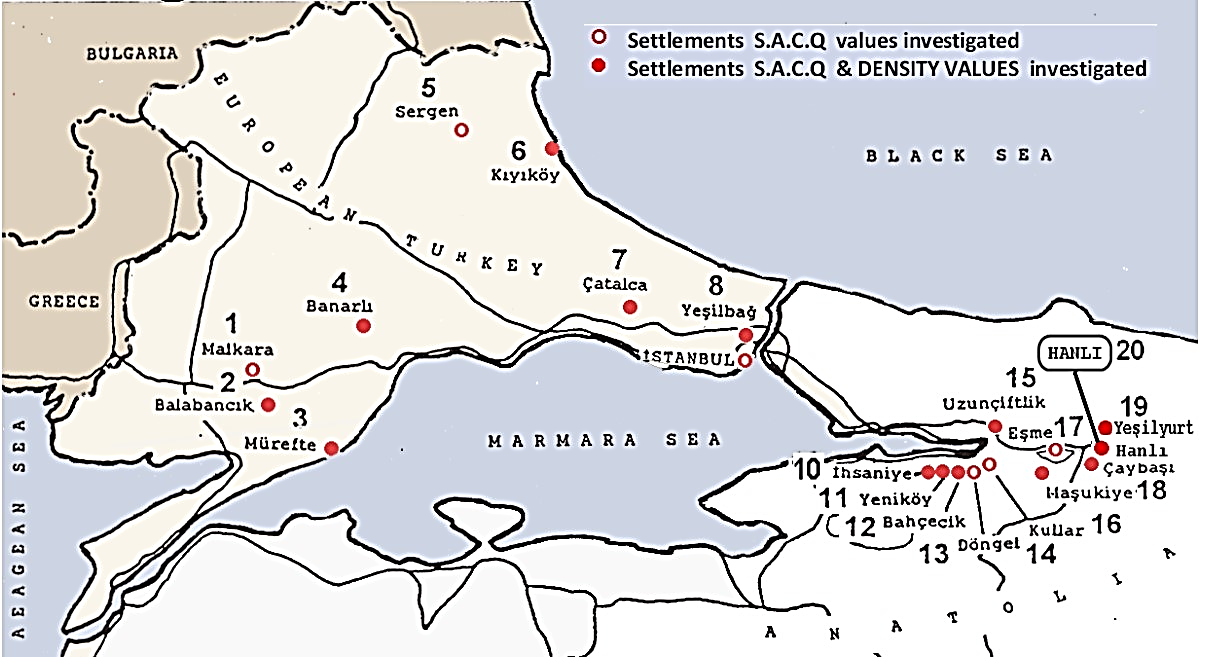 Settlements S.A.C.Q values investigated
Settlements S.A.C.Q & DENSITY VALUES investigated
BULGARIA
EUROPEAN TURKEY
BLACK SEA
5
Sergen
6
Kıyıköy
7
Çatalca
8
Yeşilbağ
İSTANBUL
GREECE
4
Banarlı
1
Malkara
2
Balabancık
3
Mürefte
MARMARA SEA
AEAGEAN SEA
HANLI 20
15
Uzunçiftlik
19
Yeşilyurt
Eşme 17
Hanlı
Çaybaşı
10 İhsaniye
Maşukiye 18
11 Yeniköy
12 Bahçecik
Kullar 16
13 Döngel 14
ANATOLIA